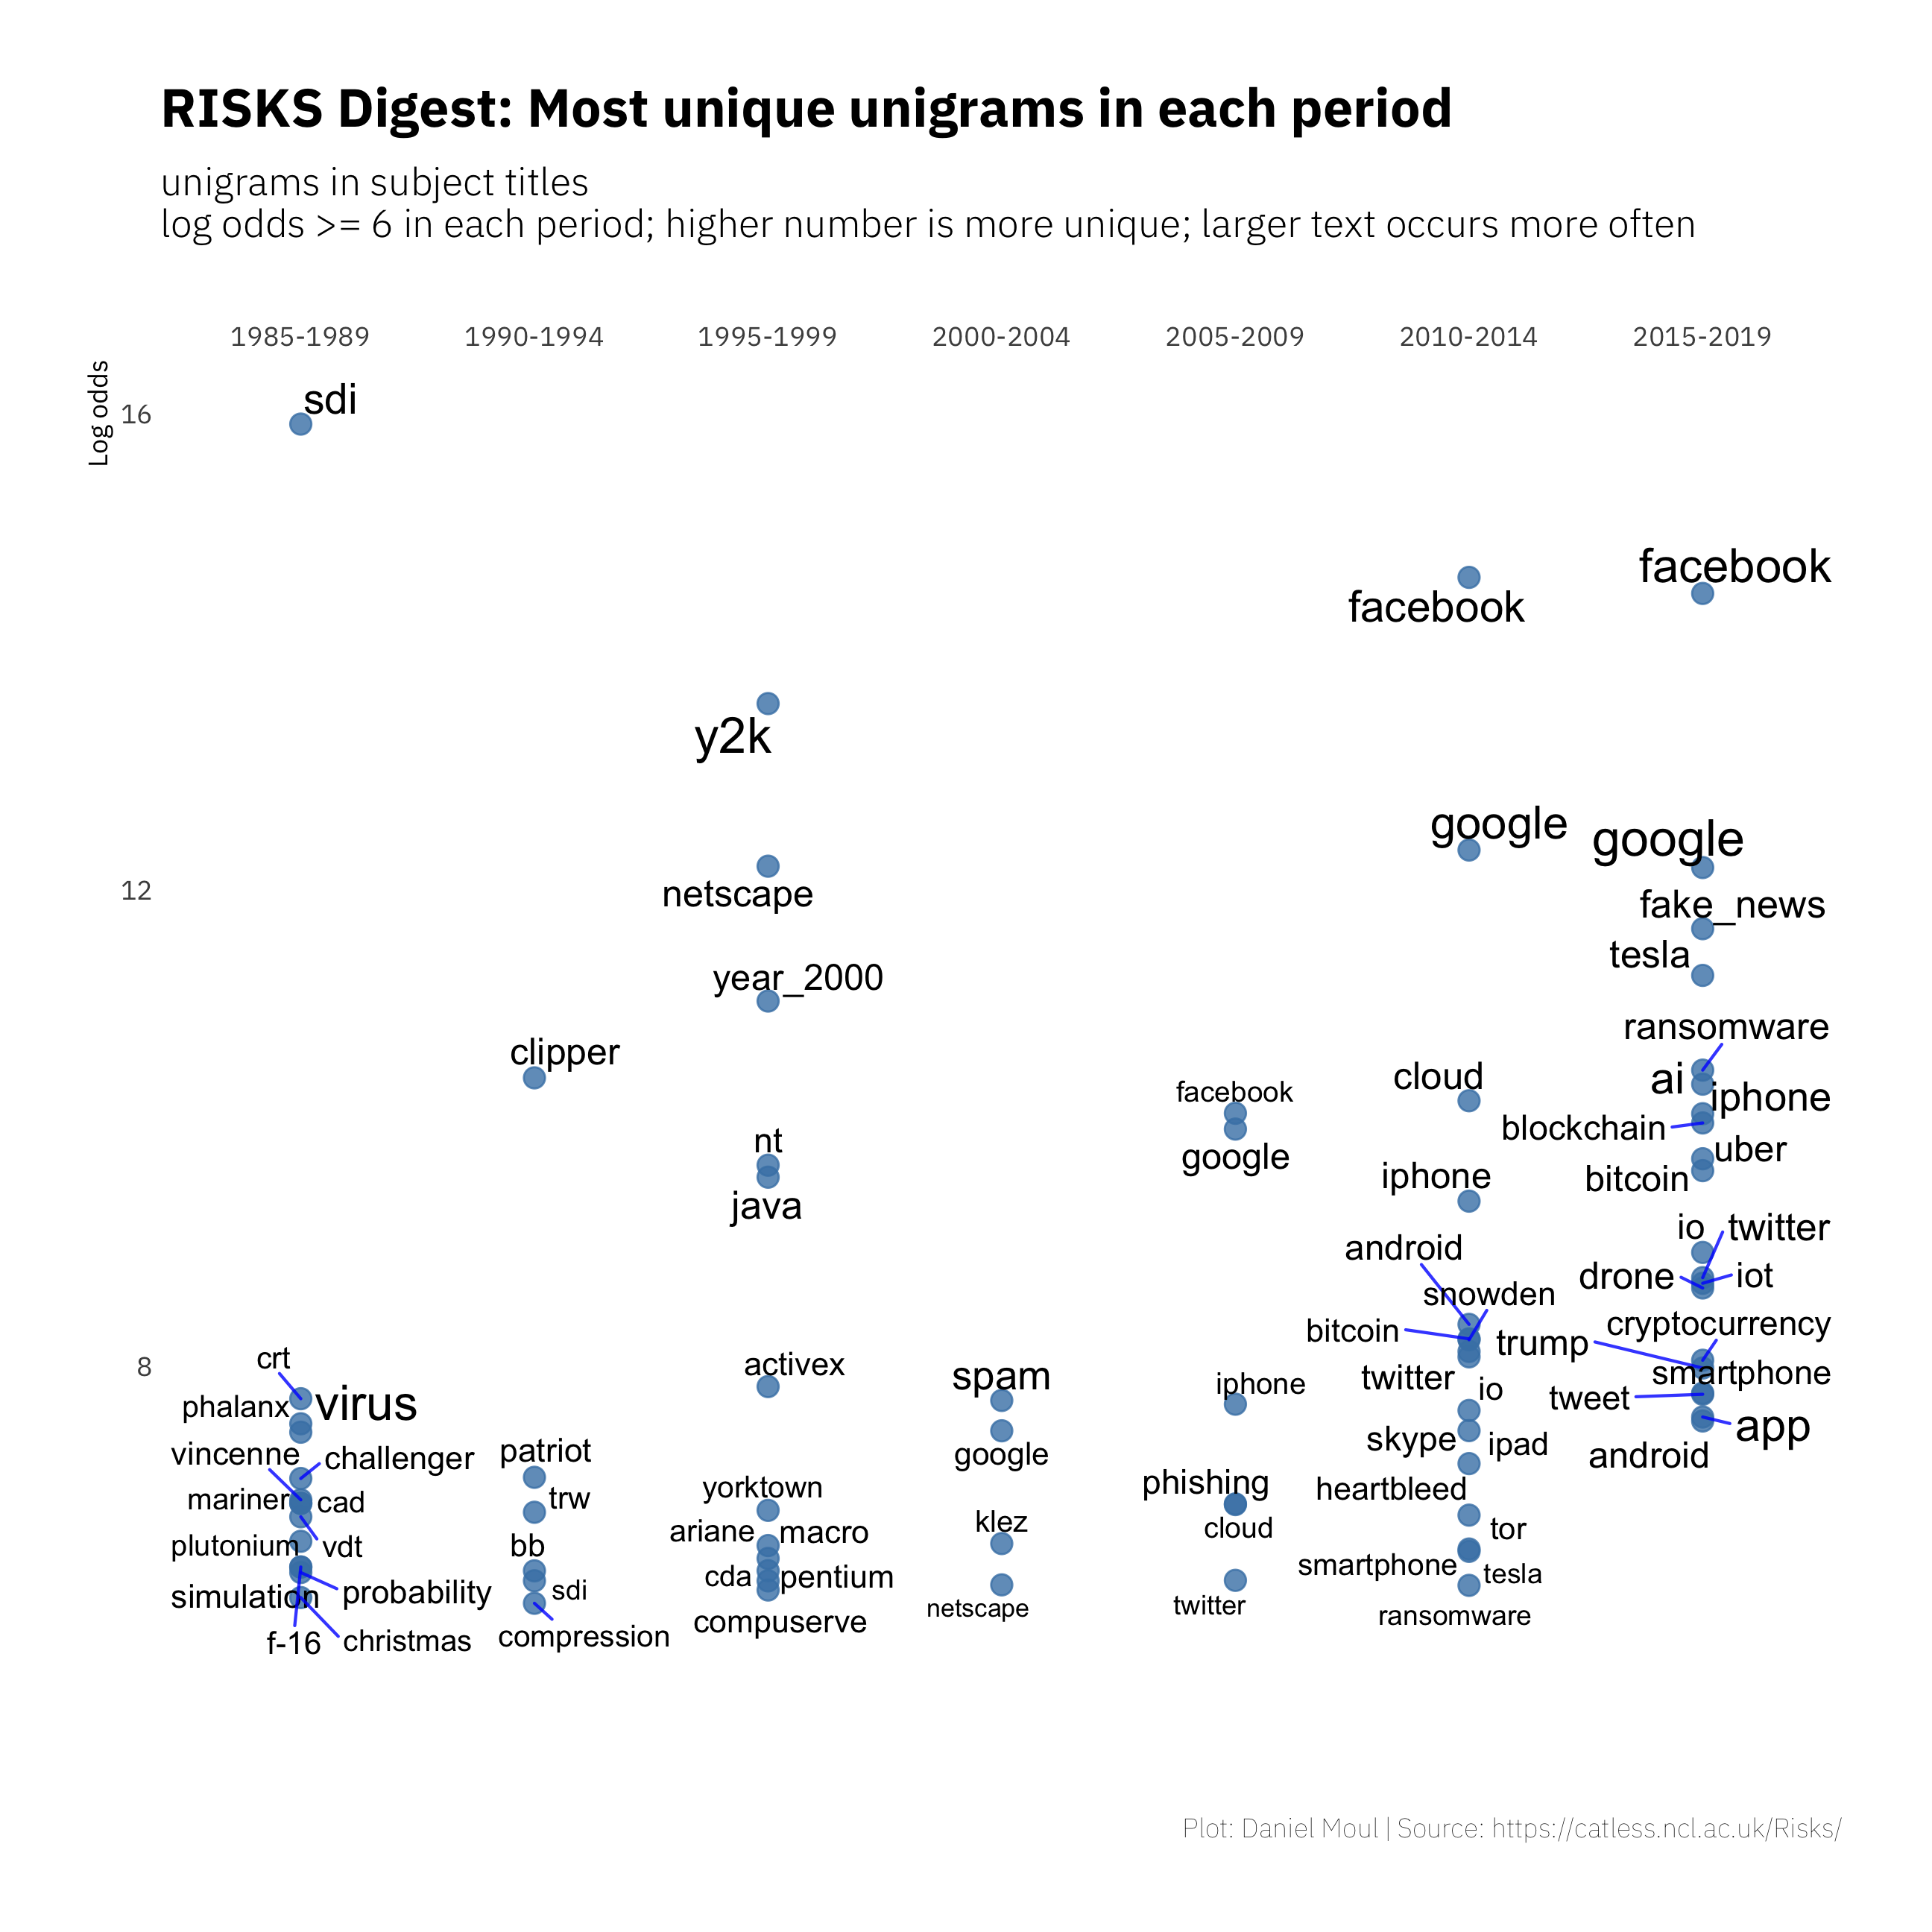 RISKS Digest: Most unique unigrams in each period
unigrams in subject titles
log odds >= 6 in each period; higher number is more unique; larger text occurs more often
1985-1989 1990-1994 1995-1999 2000-2004 2005-2009 2010-2014 2015-2019
Log odds
16
12
8
sdi
crt
virus
phalanx
vincenne
challenger
mariner
cad
plutonium
vdt
simulation
probability
f-16
christmas
clipper
patriot
trw
bb
sdi
compression
y2k
netscape
year_2000
nt
java
activex
yorktown
ariane
macro
cda
pentium
compuserve
spam
google
klez
netscape
facebook
google
iphone
phishing
cloud
twitter
facebook
google
cloud
iphone
android
snowden
bitcoin
twitter
io
skype
ipad
heartbleed
tor
smartphone
tesla
ransomware
facebook
google
fake_news
tesla
ransomware
ai
iphone
blockchain
uber
bitcoin
io
twitter
drone
iot
cryptocurrency
trump
smartphone
tweet
app
android
Plot: Daniel Moul | Source: https://catless.ncl.ac.uk/Risks/